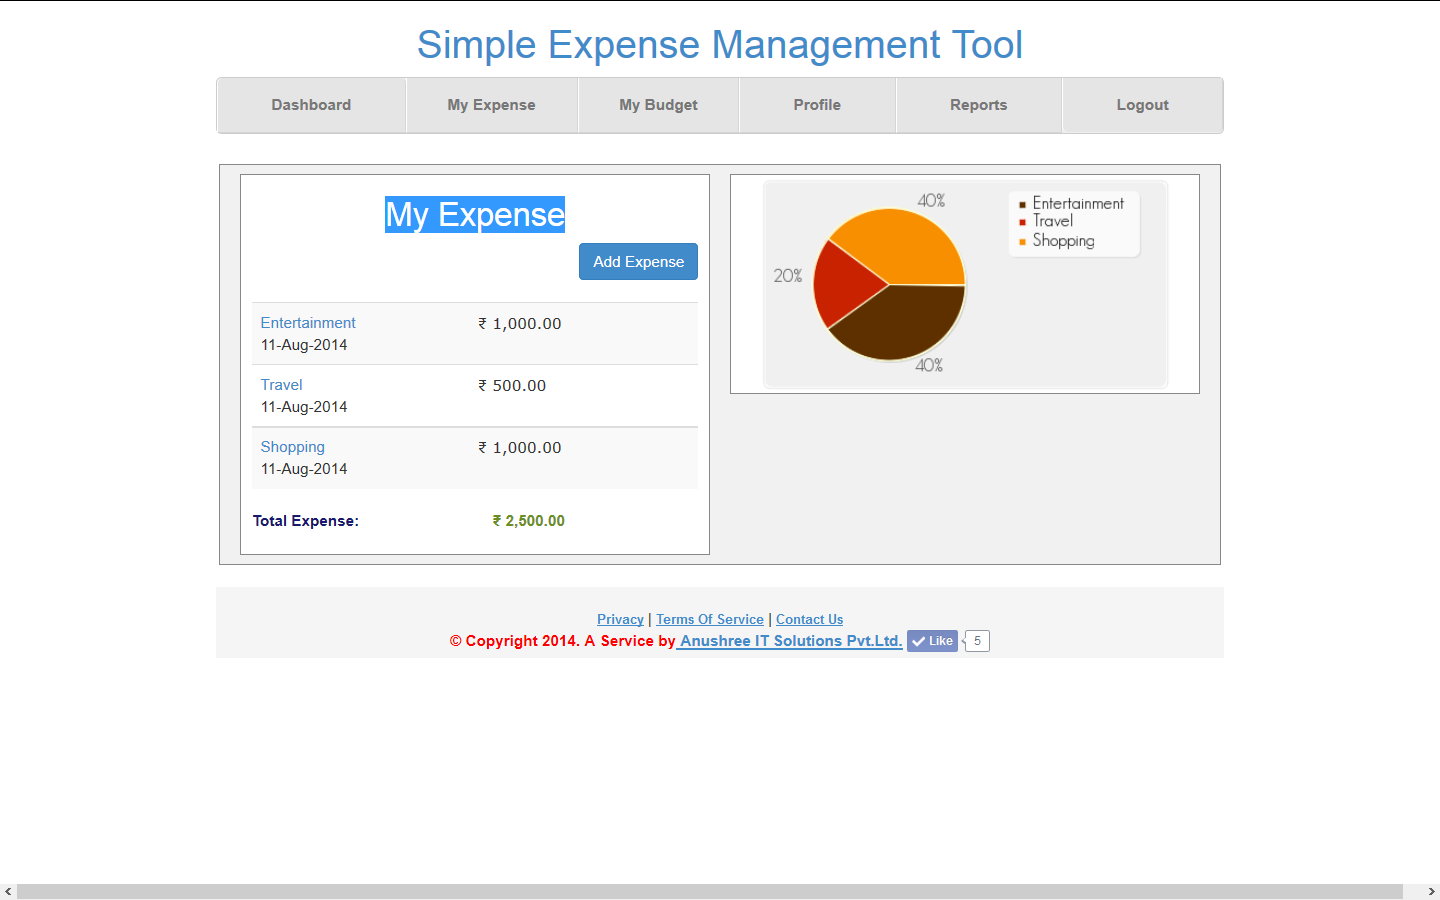 Simple Expense Management Tool
Dashboard My Expense My Budget Profile Reports Logout
My Expense
Add Expense
Entertainment ₹ 1,000.00
11-Aug-2014
Travel ₹ 500.00
11-Aug-2014
Shopping ₹ 1,000.00
11-Aug-2014
Total Expense: ₹ 2,500.00
40%
20%
40%
Entertainment
Travel
Shopping
Privacy | Terms Of Service | Contact Us
© Copyright 2014. A Service by Anushree IT Solutions Pvt.Ltd. Like 5